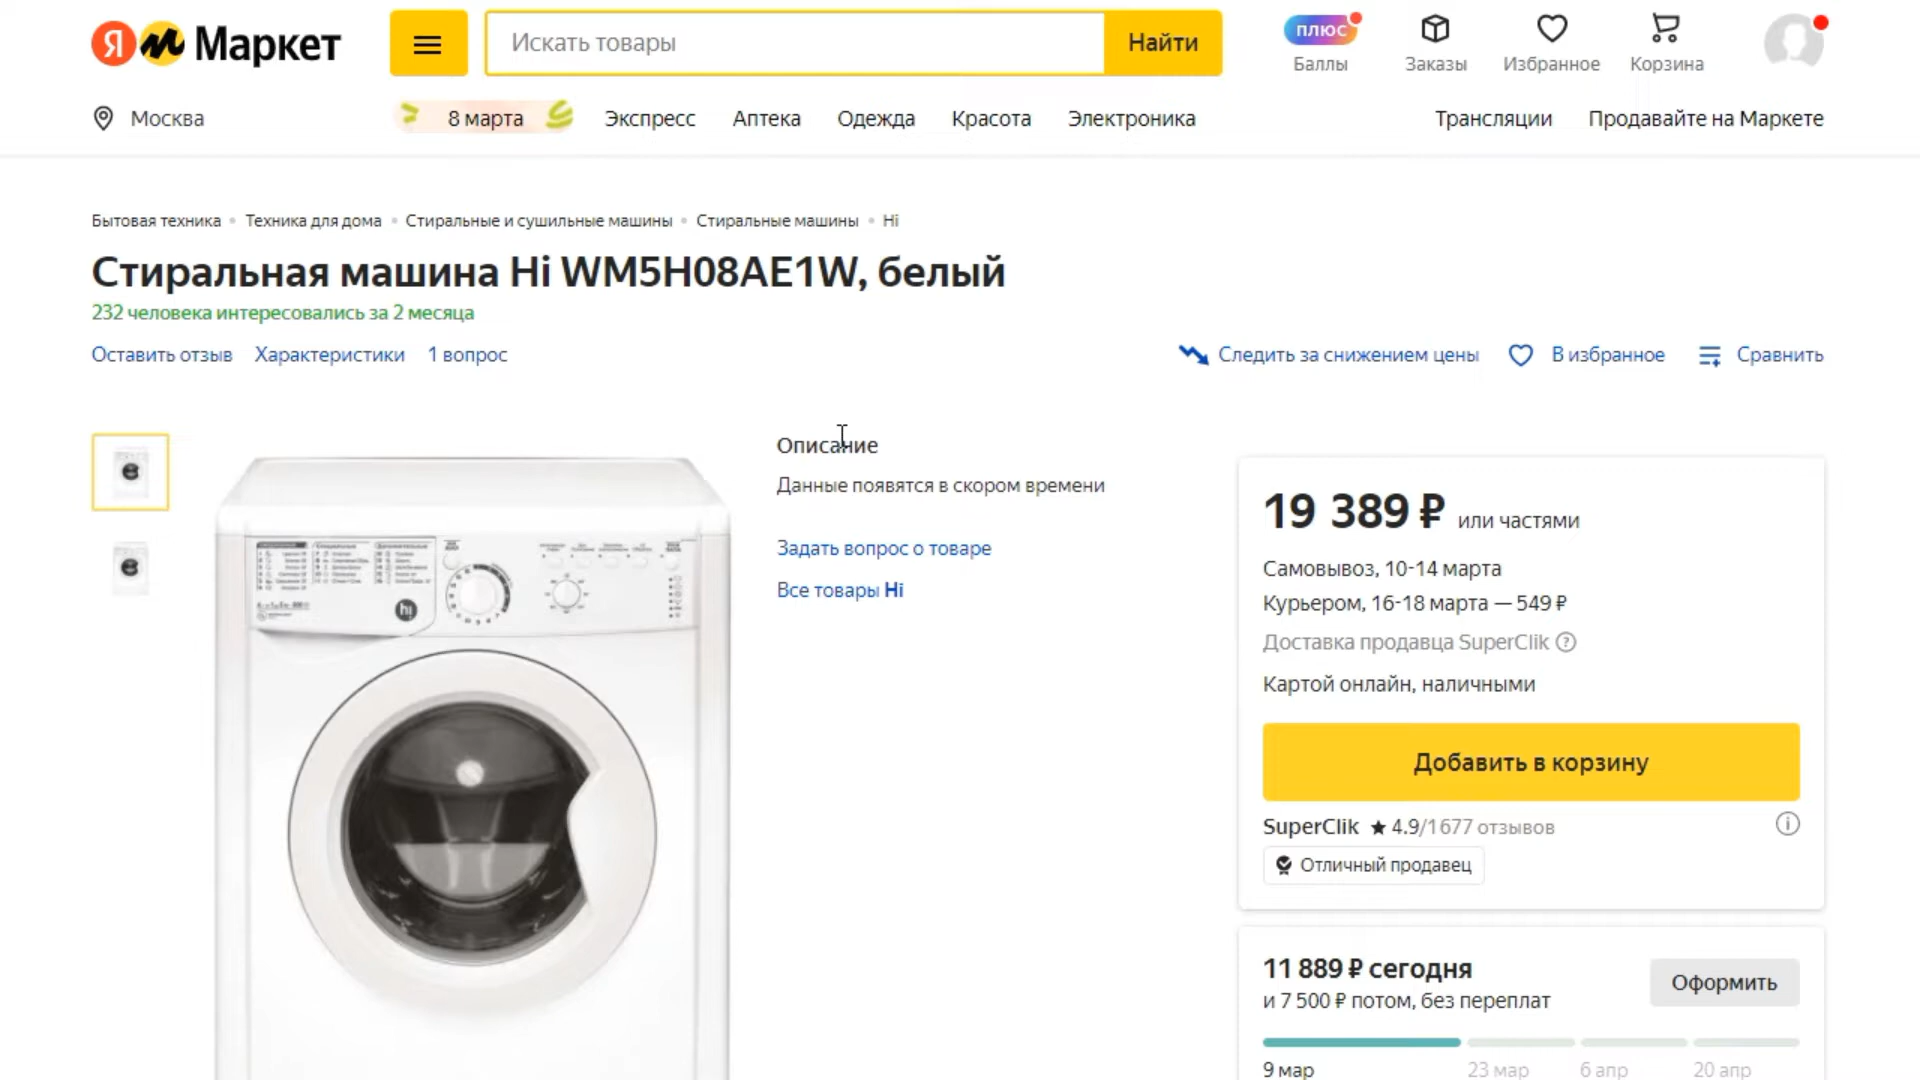 Я Маркет
Искать товары
Найти
плюс
Баллы
Заказы
Избранное
Корзина
Москва
8 марта
Экспресс
Аптека
Одежда
Красота
Электроника
Трансляции
Продавайте на Маркете
Бытовая техника • Техника для дома • Стиральные и сушильные машины • Стиральные машины • Hi
Стиральная машина Hi WM5H08AE1W, белый
232 человека интересовались за 2 месяца
Оставить отзыв
Характеристики
1 вопрос
Следить за снижением цены
В избранное
Сравнить
Описание
Данные появятся в скором времени
Задать вопрос о товаре
Все товары Hi
hi
19 389 ₽ или частями
Самовывоз, 10-14 марта
Курьером, 16-18 марта — 549 ₽
Доставка продавца SuperClik ?
Картой онлайн, наличными
Добавить в корзину
SuperClik ★ 4.9/1677 отзывов
Отличный продавец
11 889 ₽ сегодня
и 7 500 ₽ потом, без переплат
Оформить
9 мар
23 мар
6 апр
20 апр